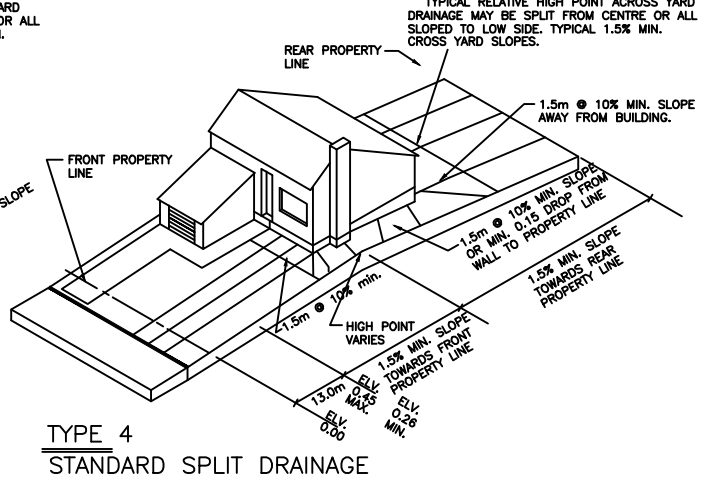 ARD
OR ALL
TYPICAL RELATIVE HIGH POINT ACROSS YARD
DRAINAGE MAY BE SPLIT FROM CENTRE OR ALL
SLOPED TO LOW SIDE. TYPICAL 1.5% MIN.
CROSS YARD SLOPES.
REAR PROPERTY
LINE
1.5m @ 10% MIN. SLOPE
AWAY FROM BUILDING.
FRONT PROPERTY
LINE
SLOPE
1.5m @ 10% MIN. SLOPE
OR MIN. 0.15 DROP FROM
WALL TO PROPERTY LINE
1.5% MIN. SLOPE
TOWARDS REAR
PROPERTY LINE
1.5m @ 10% min.
HIGH POINT
VARIES
1.5% MIN. SLOPE
TOWARDS FRONT
PROPERTY LINE
13.0m
ELV.
0.45
MAX.
ELV.
0.26
MIN.
ELV.
0.00
TYPE 4
STANDARD SPLIT DRAINAGE